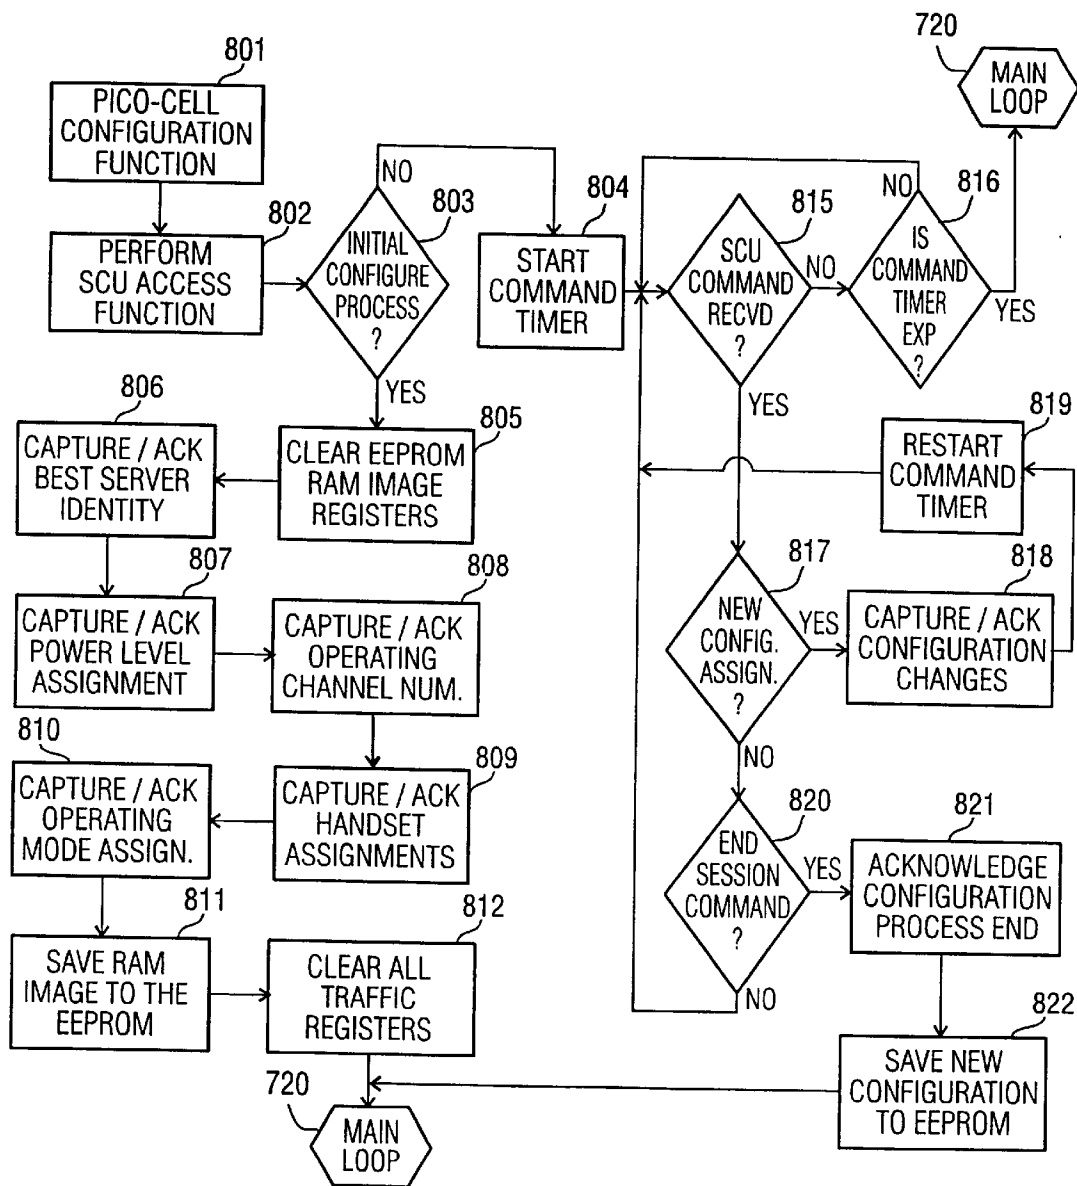 801
PICO-CELL
CONFIGURATION
FUNCTION
802
PERFORM
SCU ACCESS
FUNCTION
803
INITIAL
CONFIGURE
PROCESS
?
NO
YES
804
START
COMMAND
TIMER
815
SCU
COMMAND
RECVD
?
NO
YES
816
IS
COMMAND
TIMER
EXP
?
NO
YES
720
MAIN
LOOP
805
CLEAR EEPROM
RAM IMAGE
REGISTERS
806
CAPTURE / ACK
BEST SERVER
IDENTITY
807
CAPTURE / ACK
POWER LEVEL
ASSIGNMENT
808
CAPTURE / ACK
OPERATING
CHANNEL NUM.
809
CAPTURE / ACK
HANDSET
ASSIGNMENTS
810
CAPTURE / ACK
OPERATING
MODE ASSIGN.
811
SAVE RAM
IMAGE TO THE
EEPROM
812
CLEAR ALL
TRAFFIC
REGISTERS
720
MAIN
LOOP
817
NEW
CONFIG.
ASSIGN.
?
YES
NO
818
CAPTURE / ACK
CONFIGURATION
CHANGES
819
RESTART
COMMAND
TIMER
820
END
SESSION
COMMAND
?
YES
NO
821
ACKNOWLEDGE
CONFIGURATION
PROCESS END
822
SAVE NEW
CONFIGURATION
TO EEPROM